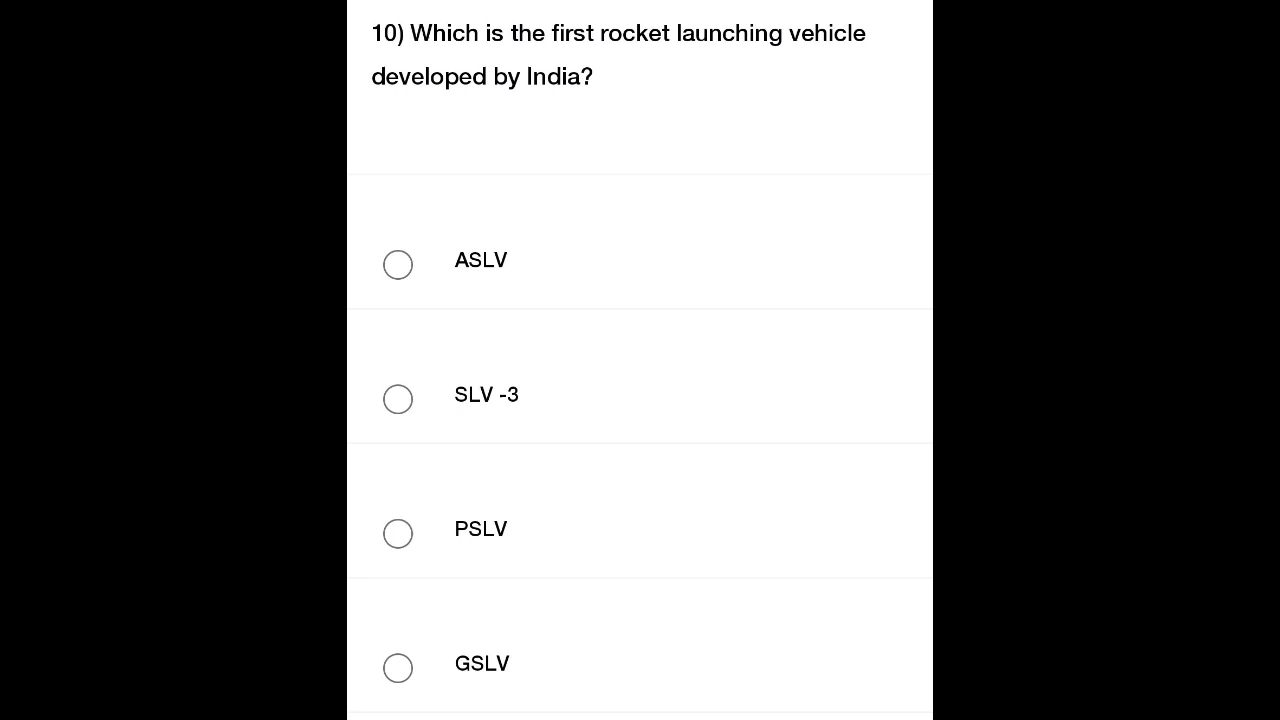 10) Which is the first rocket launching vehicle
developed by India?
ASLV
SLV -3
PSLV
GSLV